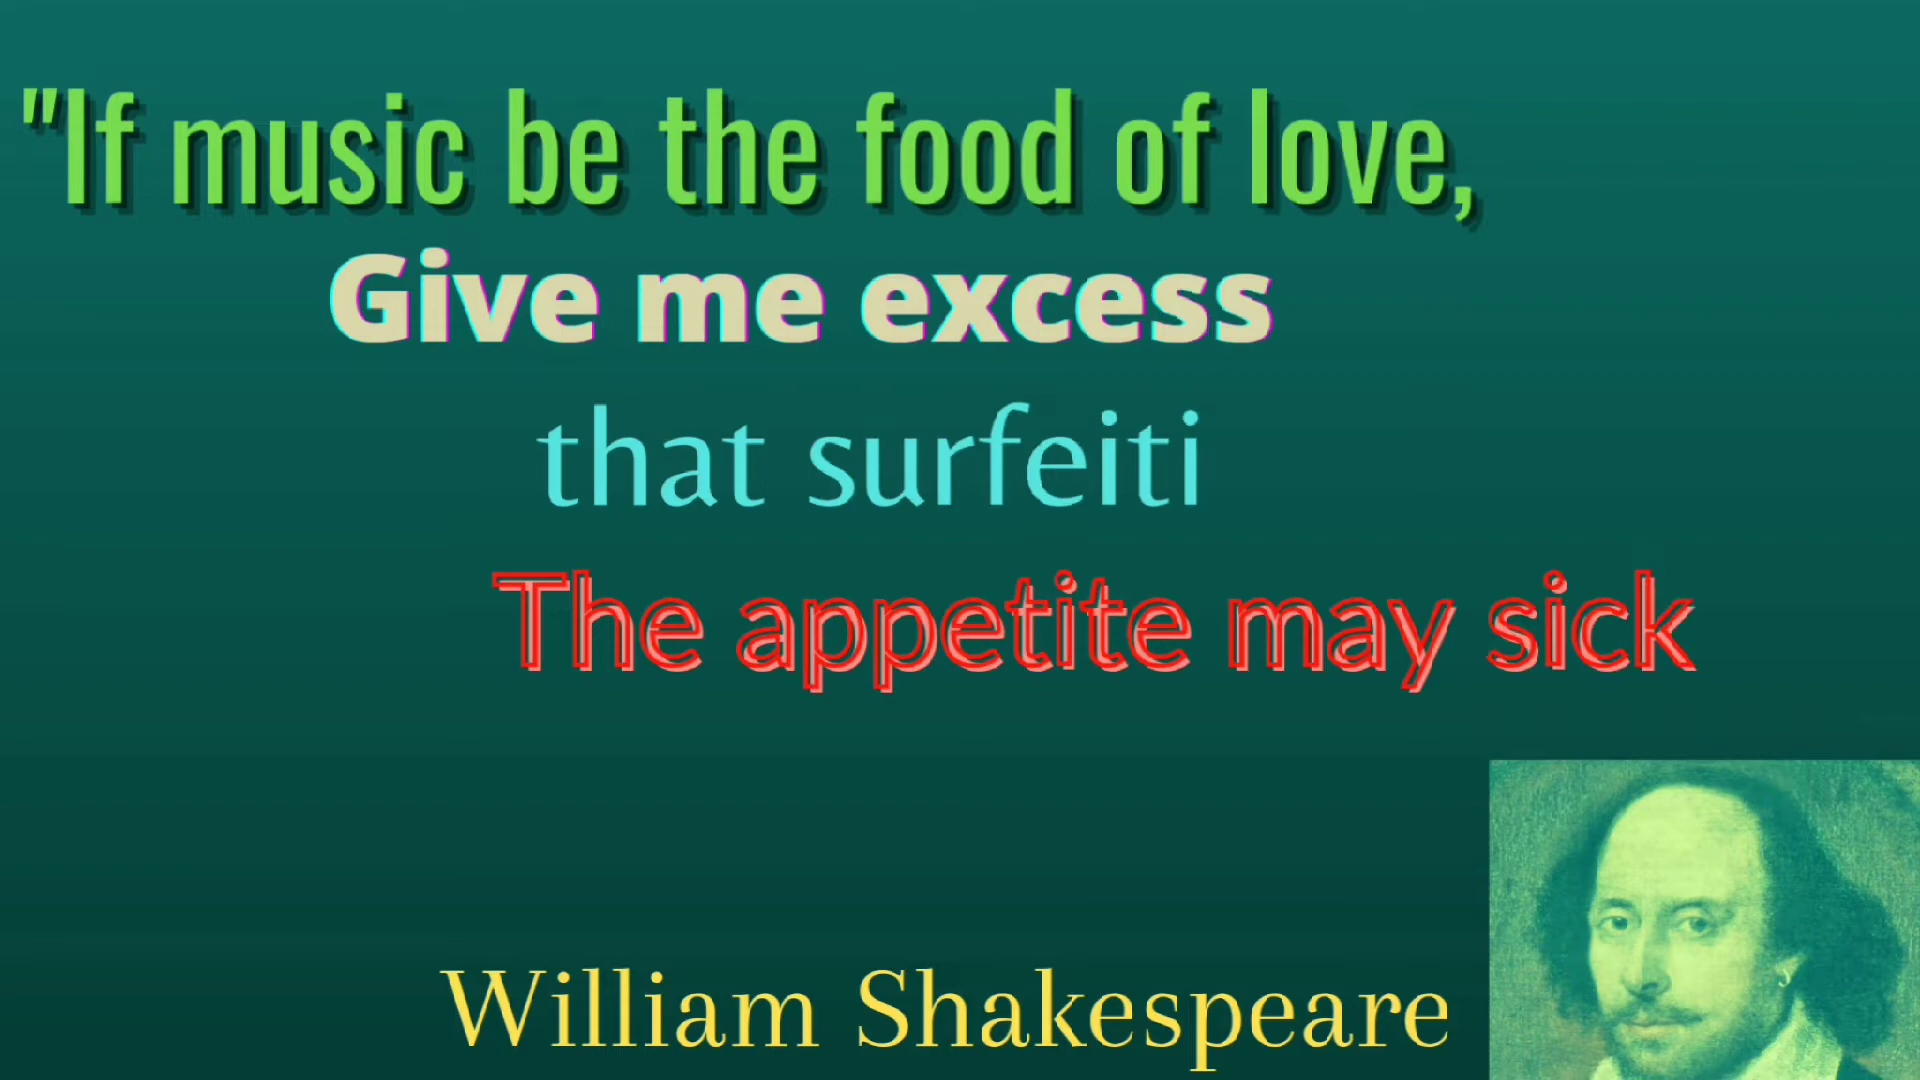 "If music be the food of love,
Give me excess
that surfeiti
The appetite may sick
William Shakespeare